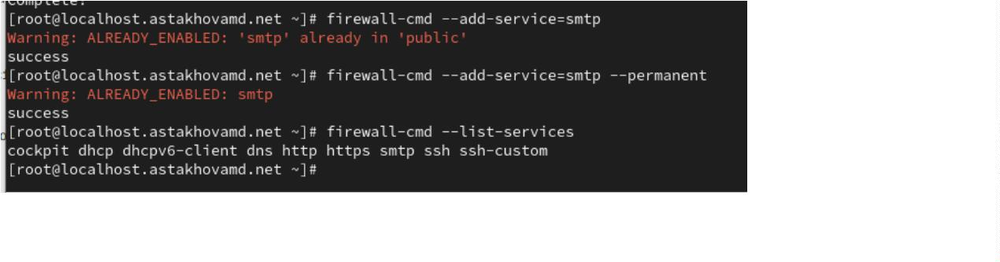 Complete!
[root@localhost.astakhovamd.net ~]# firewall-cmd --add-service=smtp
Warning: ALREADY_ENABLED: 'smtp' already in 'public'
success
[root@localhost.astakhovamd.net ~]# firewall-cmd --add-service=smtp --permanent
Warning: ALREADY_ENABLED: smtp
success
[root@localhost.astakhovamd.net ~]# firewall-cmd --list-services
cockpit dhcp dhcpv6-client dns http https smtp ssh ssh-custom
[root@localhost.astakhovamd.net ~]#